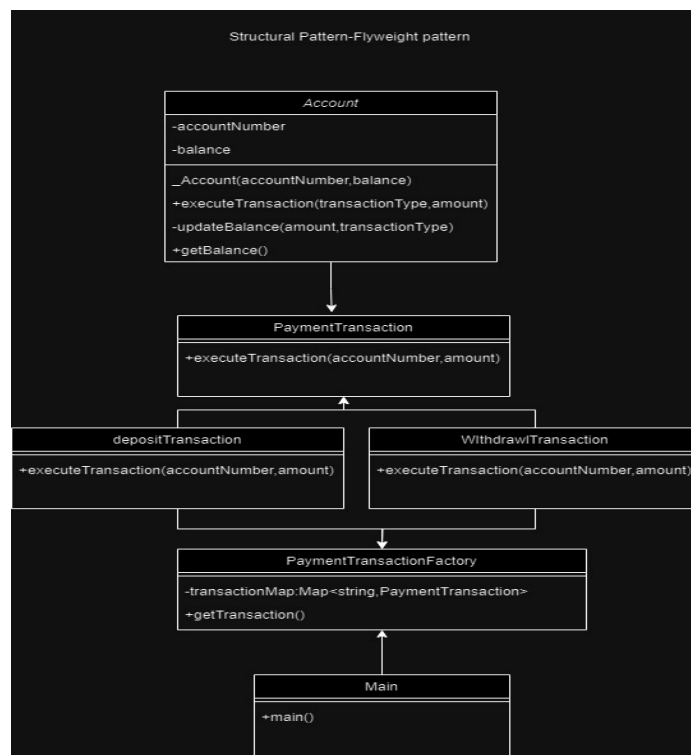 Structural Pattern-Flyweight pattern
Account
-accountNumber
-balance
_Account(accountNumber,balance)
+executeTransaction(transactionType,amount)
-updateBalance(amount,transactionType)
+getBalance()
PaymentTransaction
+executeTransaction(accountNumber,amount)
depositTransaction
+executeTransaction(accountNumber,amount)
WIthdrawlTransaction
+executeTransaction(accountNumber,amount)
PaymentTransactionFactory
-transactionMap:Map<string,PaymentTransaction>
+getTransaction()
Main
+main()